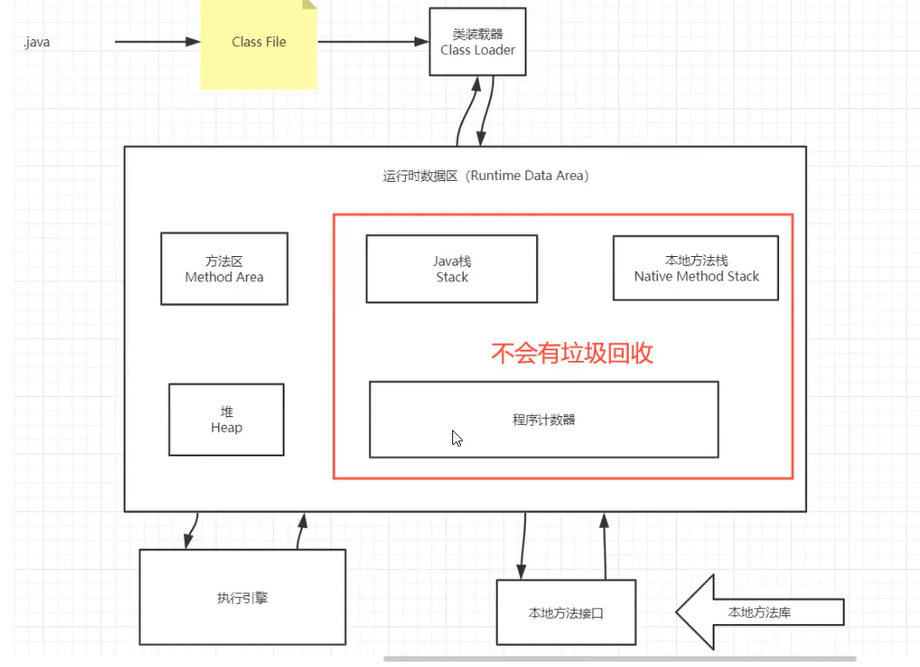 .java
Class File
类装载器
Class Loader
运行时数据区（Runtime Data Area）
方法区
Method Area
Java栈
Stack
本地方法栈
Native Method Stack
不会有垃圾回收
堆
Heap
程序计数器
执行引擎
本地方法接口
本地方法库